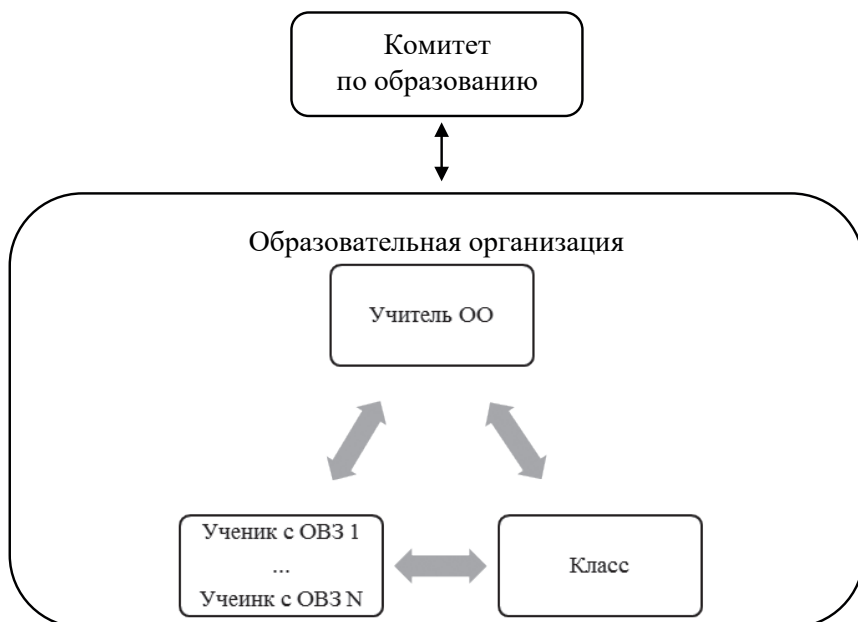 Комитет
по образованию
Образовательная организация
Учитель ОО
Ученик с ОВЗ 1
...
Учеинк с ОВЗ N
Класс